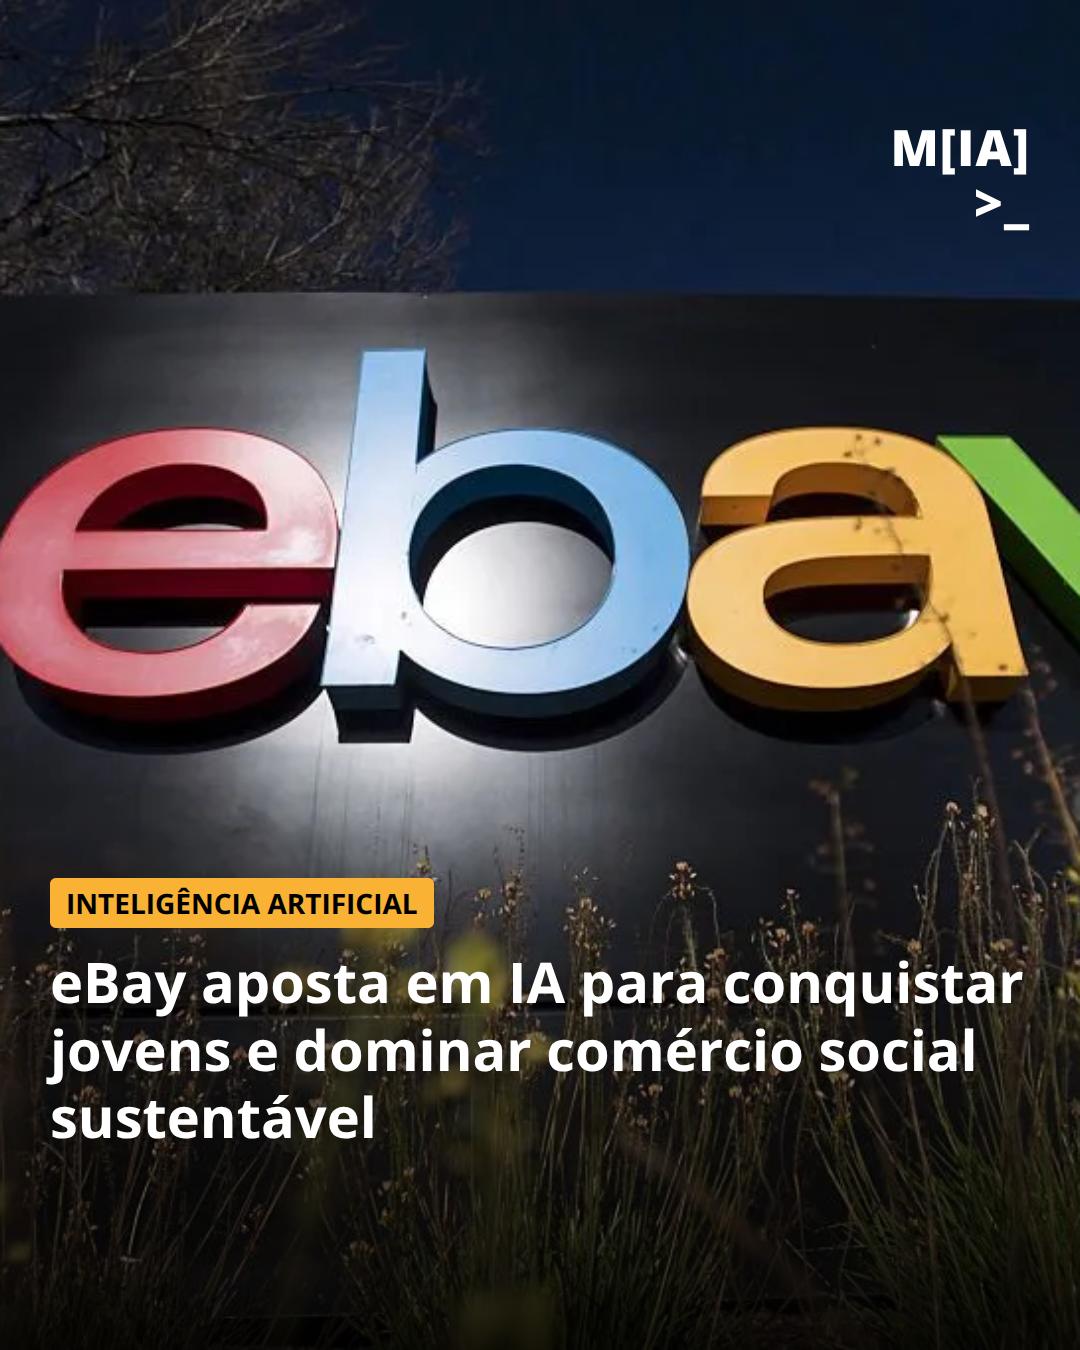 M[IA]
>_
ebay
INTELIGÊNCIA ARTIFICIAL
eBay aposta em IA para conquistar
jovens e dominar comércio social
sustentável